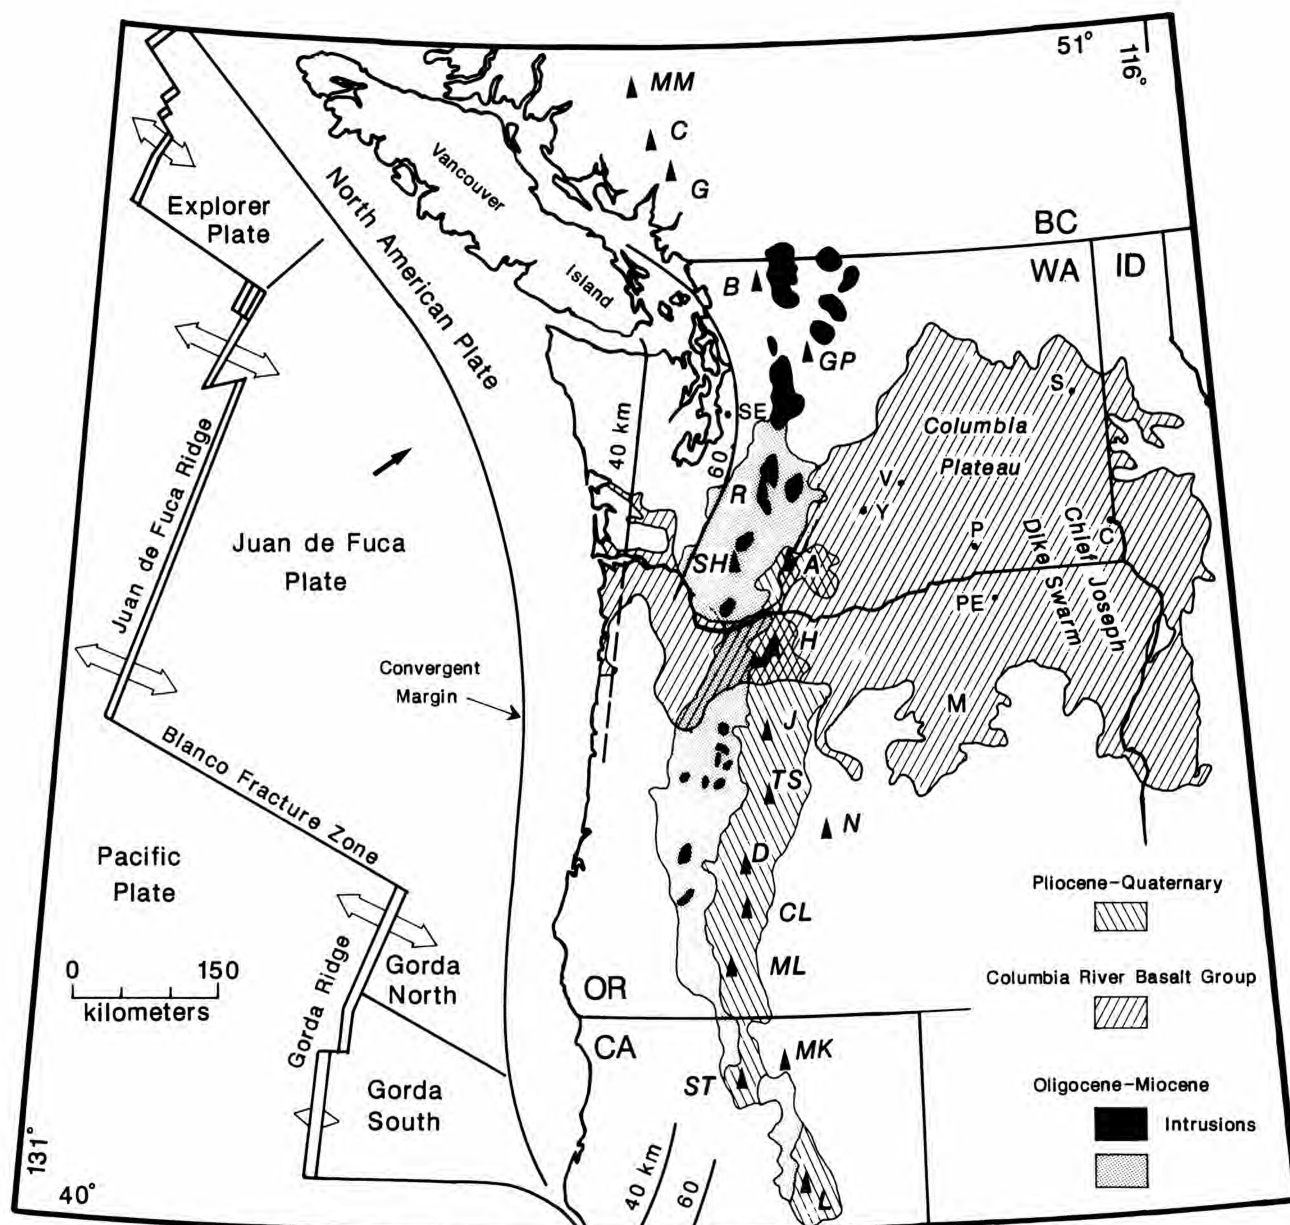 51°
116°
MM
C
G
Vancouver
Island
North American Plate
Explorer
Plate
BC
WA
ID
B
GP
S
SE
Columbia
Plateau
40 km
60
Juan de Fuca Ridge
R
V
Y
P
C
Juan de Fuca
Plate
SH
A
Chief Joseph
Dike Swarm
PE
H
Convergent
Margin
M
J
Blanco Fracture Zone
TS
N
Pacific
Plate
D
Pliocene-Quaternary
CL
0 150
kilometers
Gorda Ridge
Gorda
North
ML
Columbia River Basalt Group
OR
CA
MK
ST
Gorda
South
Oligocene-Miocene
Intrusions
131°
40 km
60
40°
L